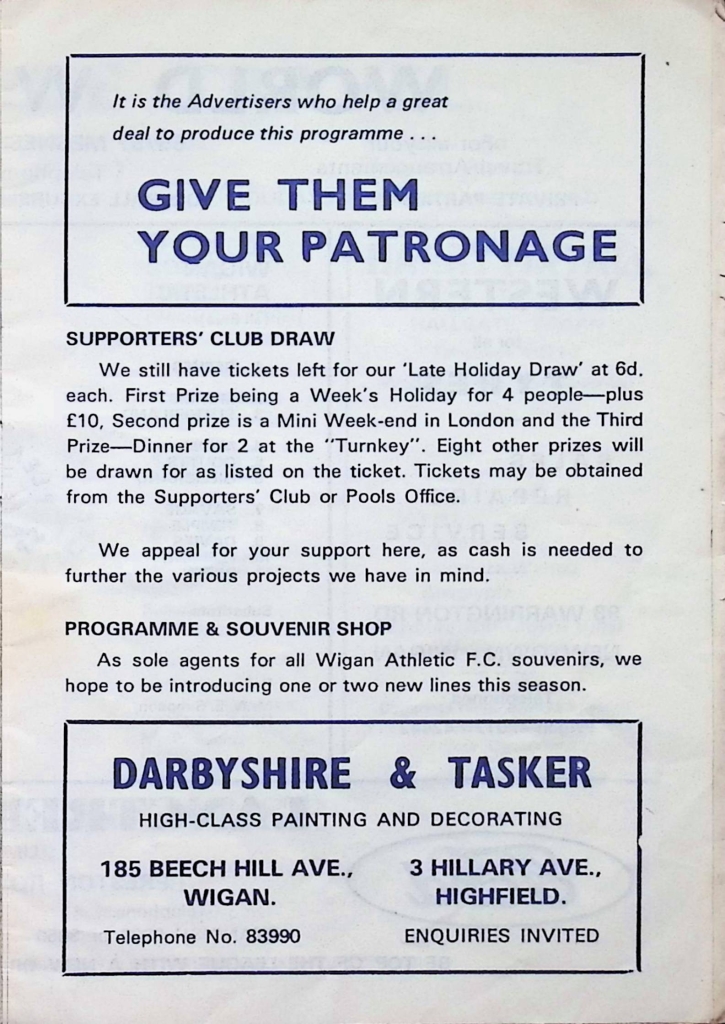 It is the Advertisers who help a great
deal to produce this programme . . .
GIVE THEM
YOUR PATRONAGE
SUPPORTERS' CLUB DRAW
We still have tickets left for our 'Late Holiday Draw' at 6d.
each. First Prize being a Week's Holiday for 4 people—plus
£10, Second prize is a Mini Week-end in London and the Third
Prize—Dinner for 2 at the "Turnkey". Eight other prizes will
be drawn for as listed on the ticket. Tickets may be obtained
from the Supporters' Club or Pools Office.
We appeal for your support here, as cash is needed to
further the various projects we have in mind.
PROGRAMME & SOUVENIR SHOP
As sole agents for all Wigan Athletic F.C. souvenirs, we
hope to be introducing one or two new lines this season.
DARBYSHIRE & TASKER
HIGH-CLASS PAINTING AND DECORATING
185 BEECH HILL AVE.,
WIGAN.
Telephone No. 83990
3 HILLARY AVE.,
HIGHFIELD.
ENQUIRIES INVITED